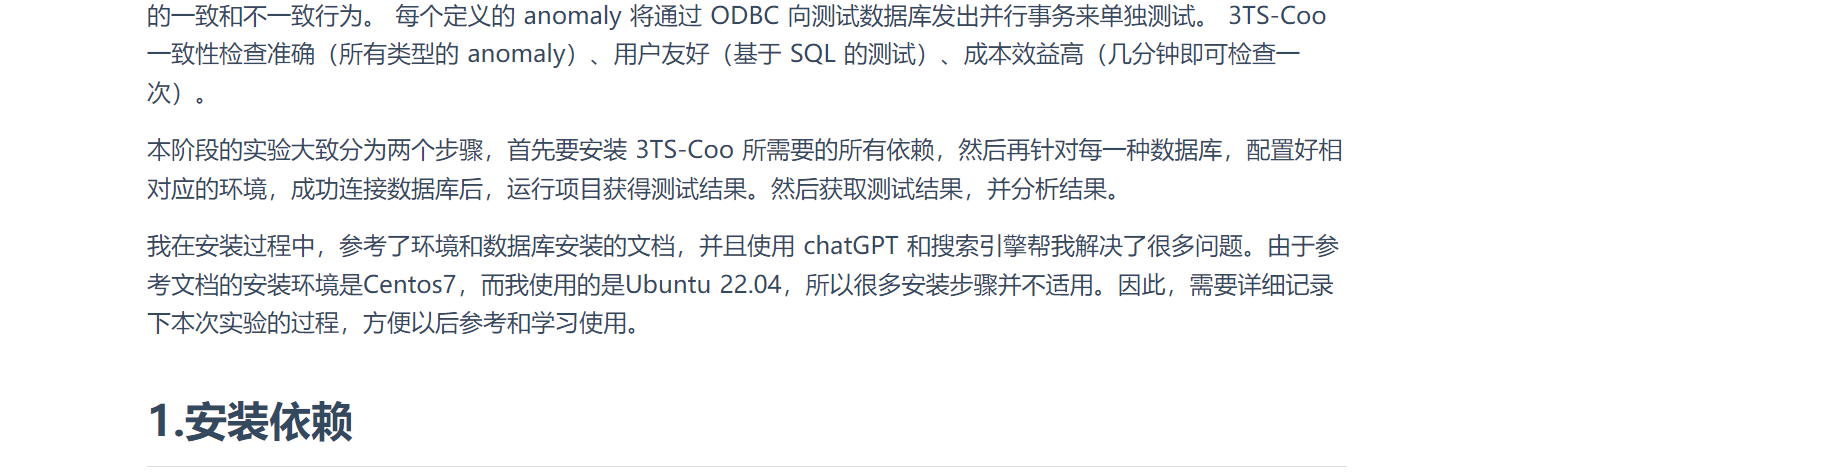 的一致和不一致行为。 每个定义的 anomaly 将通过 ODBC 向测试数据库发出并行事务来单独测试。 3TS-Coo
一致性检查准确（所有类型的 anomaly）、用户友好（基于 SQL 的测试）、成本效益高（几分钟即可检查一
次）。
本阶段的实验大致分为两个步骤，首先要安装 3TS-Coo 所需要的所有依赖，然后再针对每一种数据库，配置好相
对应的环境，成功连接数据库后，运行项目获得测试结果。然后获取测试结果，并分析结果。
我在安装过程中，参考了环境和数据库安装的文档，并且使用 chatGPT 和搜索引擎帮我解决了很多问题。由于参
考文档的安装环境是Centos7，而我使用的是Ubuntu 22.04，所以很多安装步骤并不适用。因此，需要详细记录
下本次实验的过程，方便以后参考和学习使用。
1.安装依赖